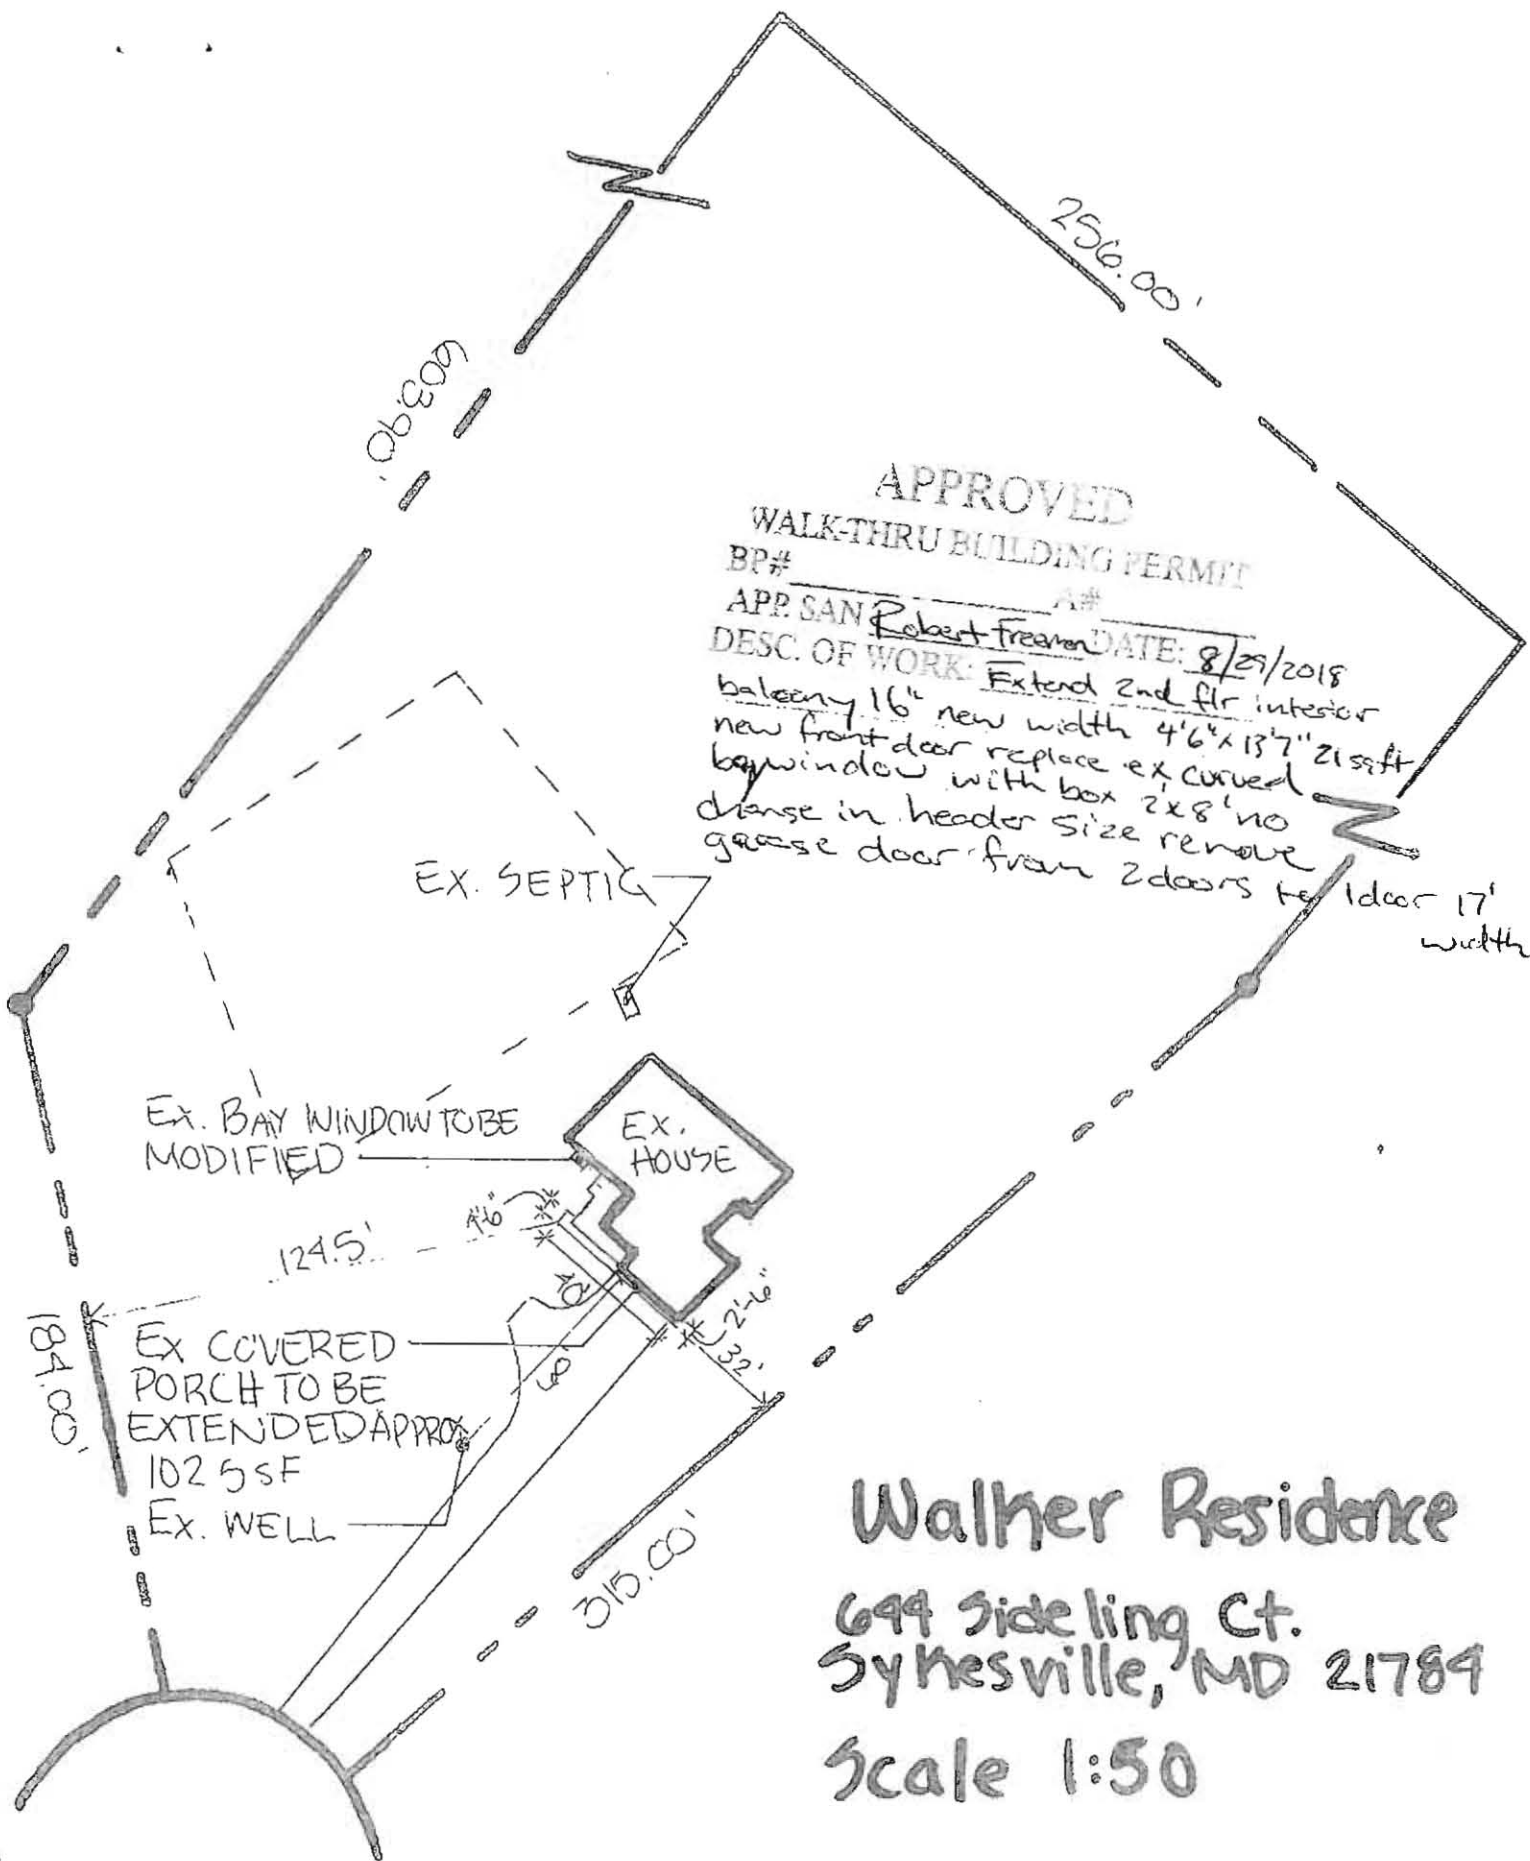 256.00'
603.90'
APPROVED
WALK-THRU BUILDING PERMIT
BP# A#
APP. SAN Robert Freeman DATE: 8/29/2018
DESC. OF WORK: Extend 2nd flr interior
balcony 16" new width 4'6" x 13'7" 21 sqft
new front door replace ex curved
baywindow with box 2x8' no
change in header size remove
garage door from 2 doors to 1 door 17'
width
EX. SEPTIC
EX. BAY WINDOW TO BE
MODIFIED
EX.
HOUSE
4'6"
124.5'
2'-6"
32'
184.00'
EX COVERED
PORCH TO BE
EXTENDED APPROX
102 5 SF
EX. WELL
315.00'
Walker Residence
644 Sideling Ct.
Sykesville, MD 21784
Scale 1:50